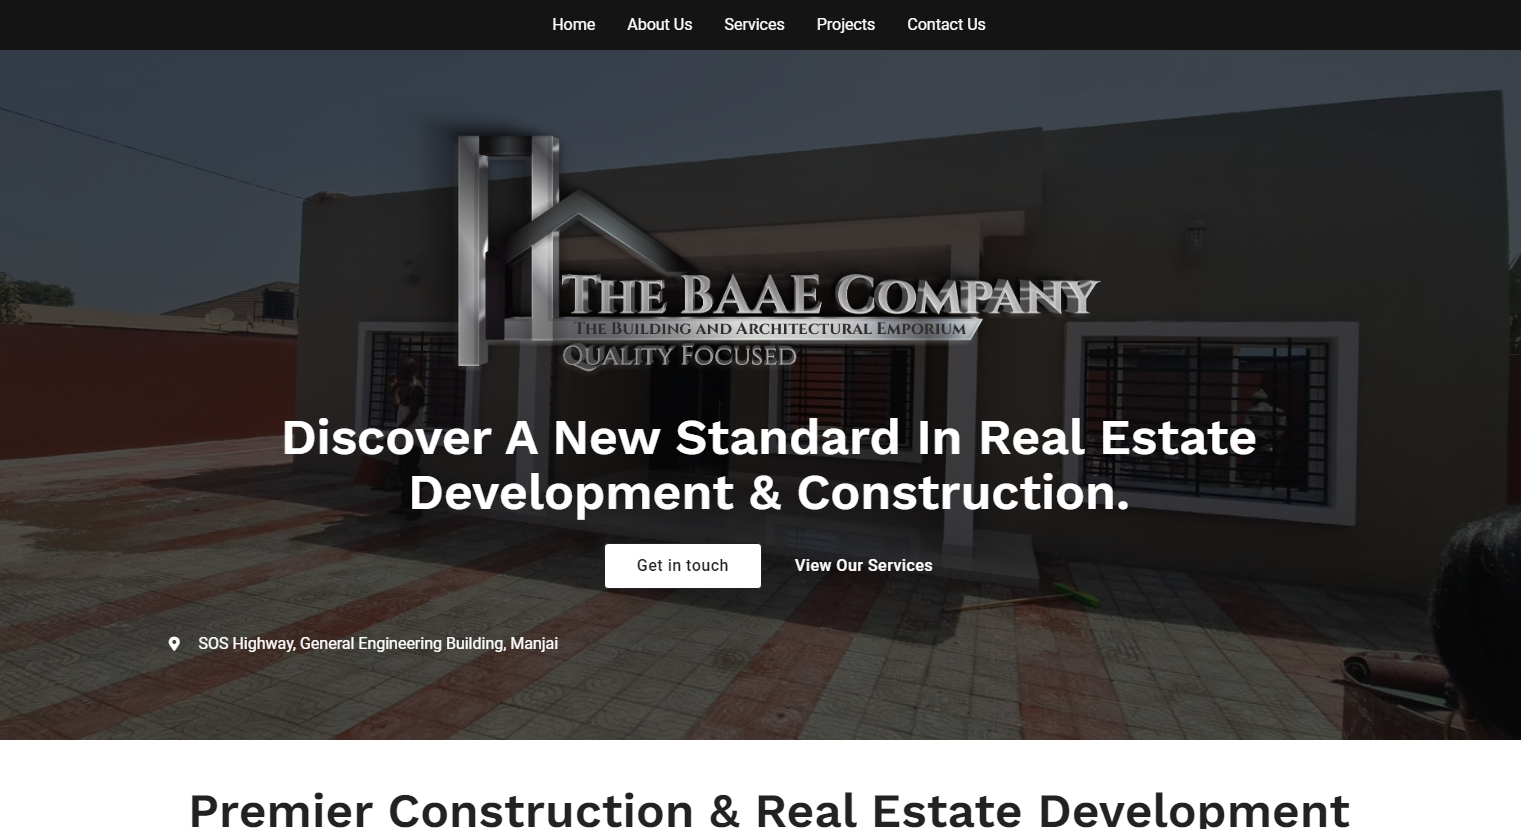 Home About Us Services Projects Contact Us
THE BAAE COMPANY
THE BUILDING AND ARCHITECTURAL EMPORIUM
QUALITY FOCUSED
Discover A New Standard In Real Estate
Development & Construction.
Get in touch View Our Services
SOS Highway, General Engineering Building, Manjai
Premier Construction & Real Estate Development